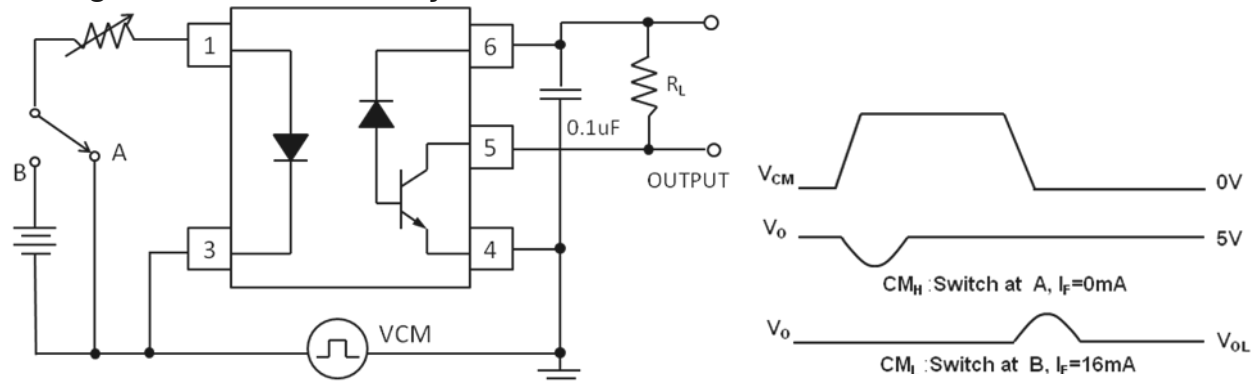 1
6
R_L
0.1uF
5
A
B
OUTPUT
3
4
VCM
V_CM
0V
V_O
5V
CM_H :Switch at A, I_F=0mA
V_O
V_OL
CM_L :Switch at B, I_F=16mA